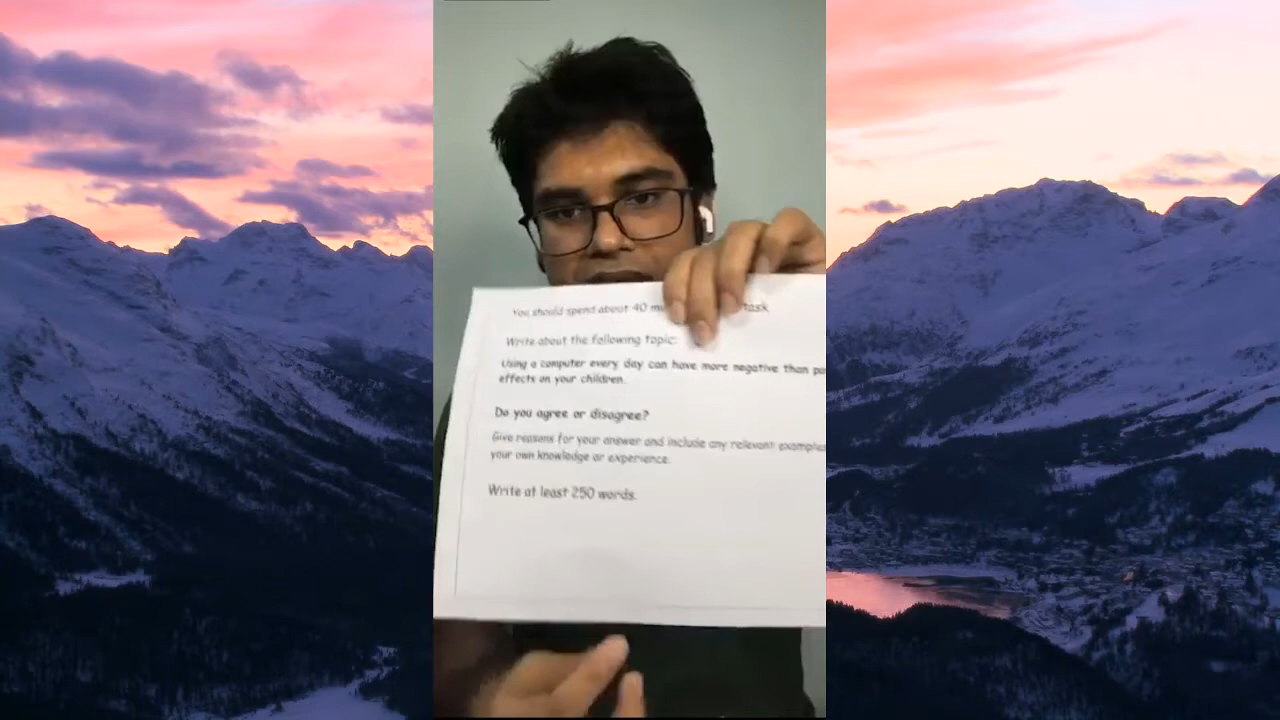 You should spend about 40 task
Write about the following topic:
Using a computer every day can have more negative than
effects on your children.
Do you agree or disagree?
Give reasons for your answer and include any relevant examples
your own knowledge or experience.
Write at least 250 words.